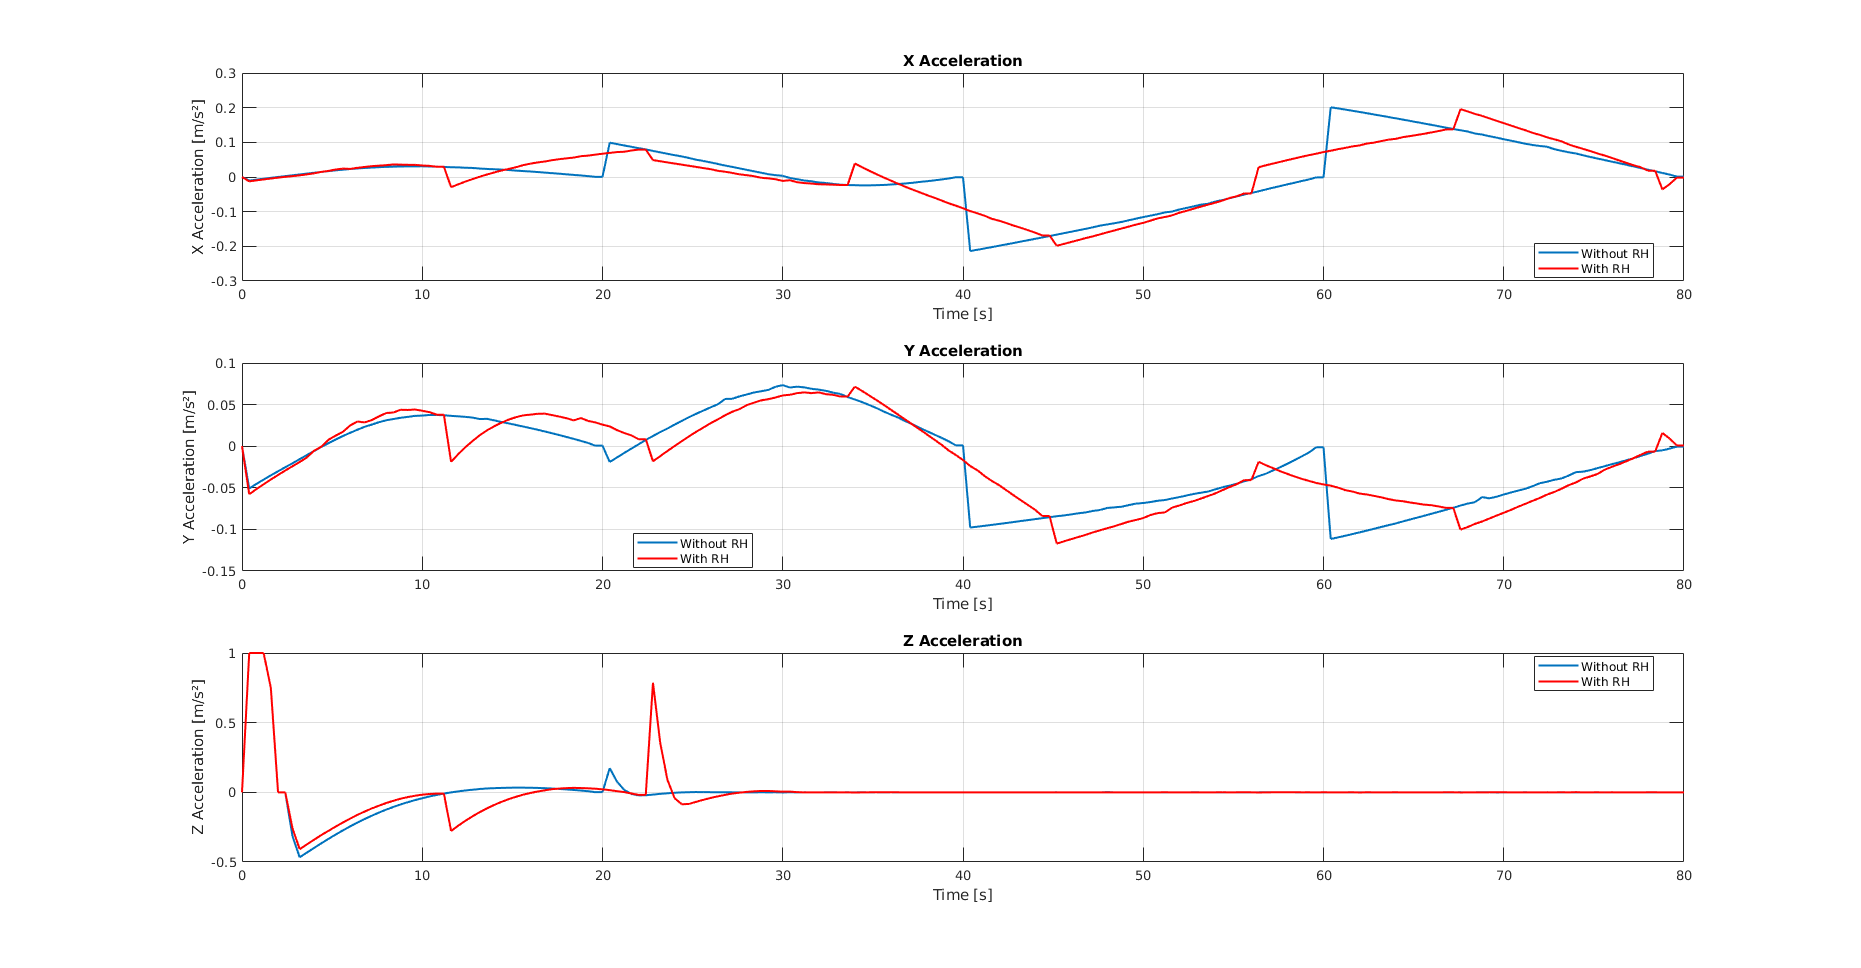 X Acceleration
X Acceleration [m/s²]
0.3
0.2
0.1
0
-0.1
-0.2
-0.3
Without RH
With RH
0 10 20 30 40 50 60 70 80
Time [s]
Y Acceleration
Y Acceleration [m/s²]
0.1
0.05
0
-0.05
-0.1
-0.15
Without RH
With RH
0 10 20 30 40 50 60 70 80
Time [s]
Z Acceleration
Z Acceleration [m/s²]
1
0.5
0
-0.5
Without RH
With RH
0 10 20 30 40 50 60 70 80
Time [s]